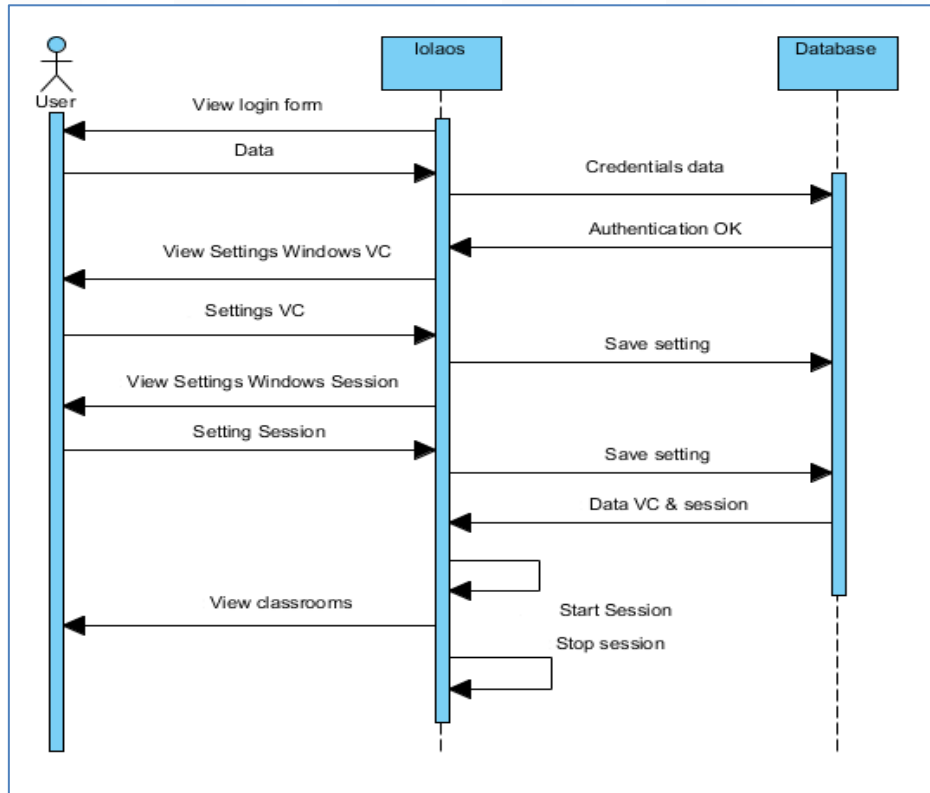 Iolaos
Database
User
View login form
Data
Credentials data
Authentication OK
View Settings Windows VC
Settings VC
Save setting
View Settings Windows Session
Setting Session
Save setting
Data VC & session
View classrooms
Start Session
Stop session